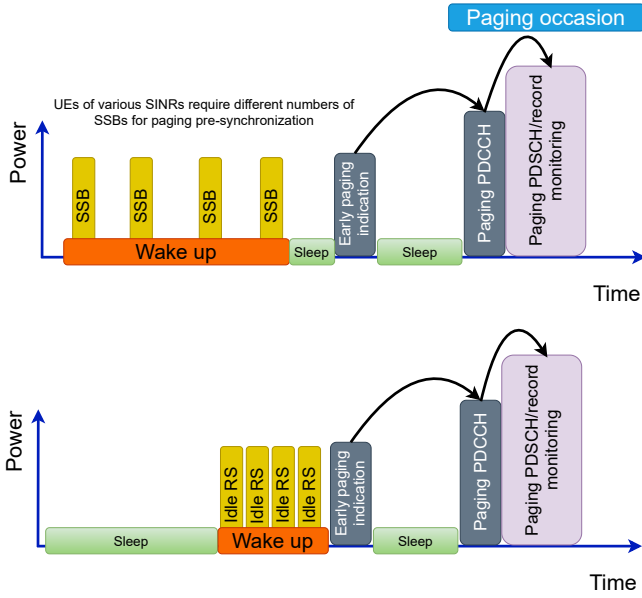 Paging occasion
UEs of various SINRs require different numbers of
SSBs for paging pre-synchronization
Power
SSB
SSB
SSB
SSB
Wake up
Sleep
Early paging
indication
Sleep
Paging PDCCH
Paging PDSCH/record
monitoring
Time
Power
Sleep
Idle RS
Idle RS
Idle RS
Idle RS
Wake up
Early paging
indication
Sleep
Paging PDCCH
Paging PDSCH/record
monitoring
Time